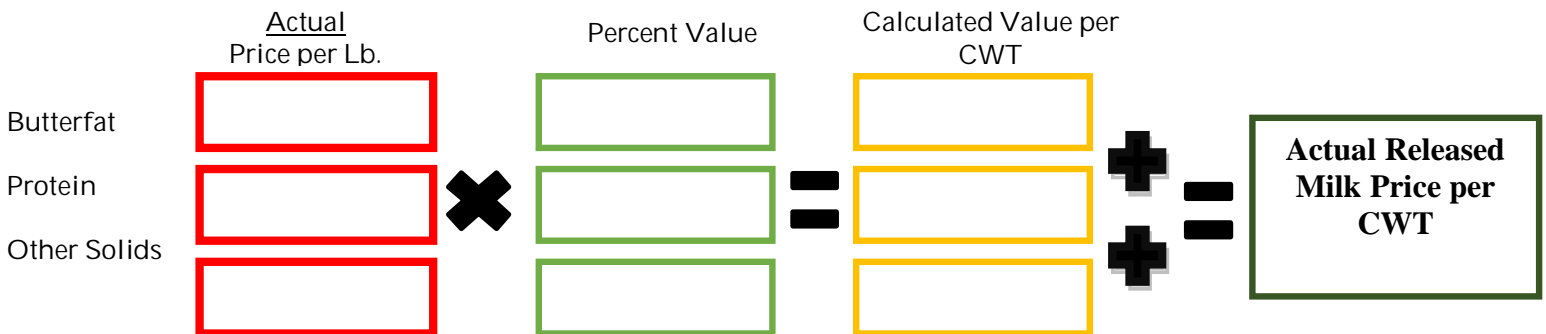 Actual
Price per Lb.
Percent Value
Calculated Value per
CWT
Butterfat
Protein
Other Solids
Actual Released
Milk Price per
CWT